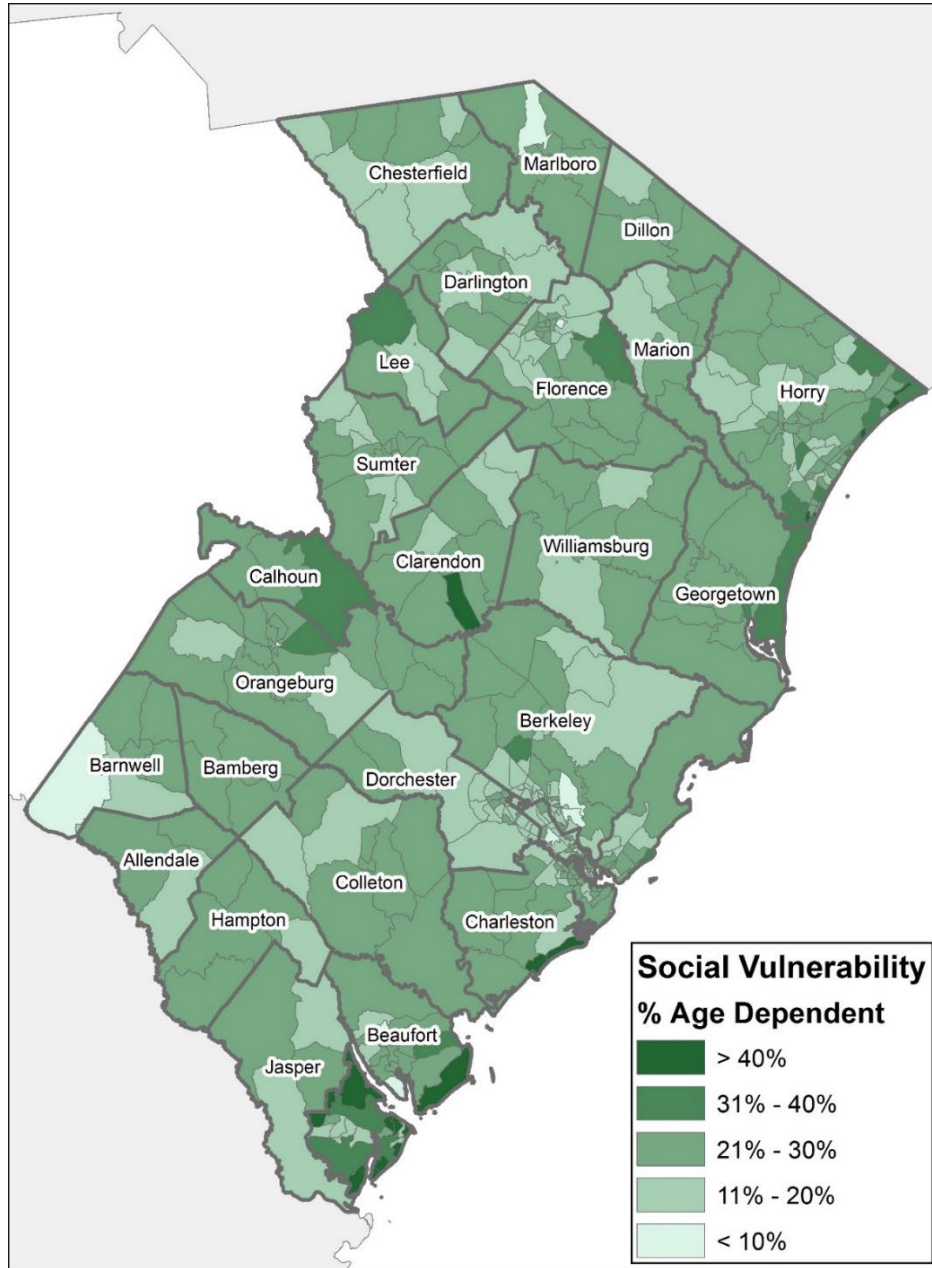 Chesterfield
Marlboro
Dillon
Darlington
Marion
Lee
Florence
Horry
Sumter
Williamsburg
Clarendon
Calhoun
Georgetown
Orangeburg
Berkeley
Barnwell
Bamberg
Dorchester
Allendale
Colleton
Hampton
Charleston
Beaufort
Jasper
Social Vulnerability
% Age Dependent
> 40%
31% - 40%
21% - 30%
11% - 20%
< 10%